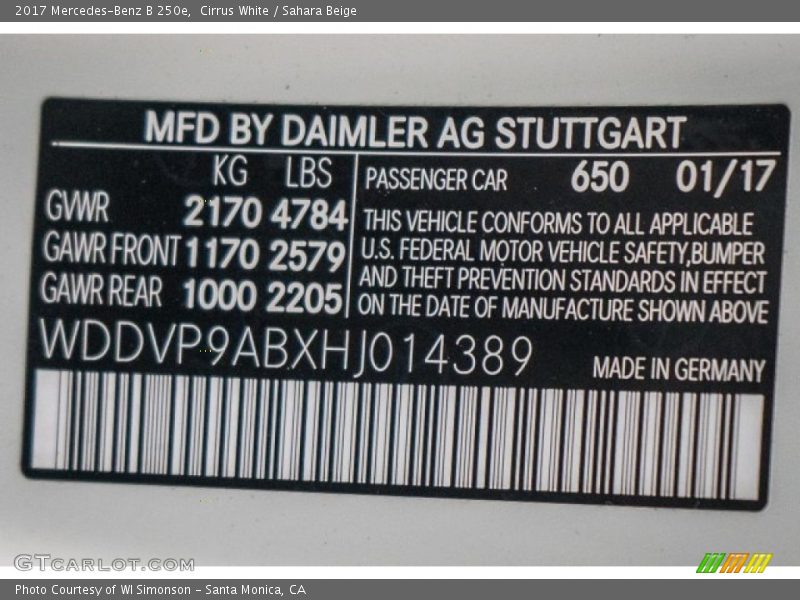 2017 Mercedes-Benz B 250e, Cirrus White / Sahara Beige
MFD BY DAIMLER AG STUTTGART
KG LBS
GVWR 2170 4784
GAWR FRONT 1170 2579
GAWR REAR 1000 2205
PASSENGER CAR 650 01/17
THIS VEHICLE CONFORMS TO ALL APPLICABLE
U.S. FEDERAL MOTOR VEHICLE SAFETY,BUMPER
AND THEFT PREVENTION STANDARDS IN EFFECT
ON THE DATE OF MANUFACTURE SHOWN ABOVE
WDDVP9ABXHJ014389
MADE IN GERMANY
GTCARLOT.COM
Photo Courtesy of WI Simonson - Santa Monica, CA